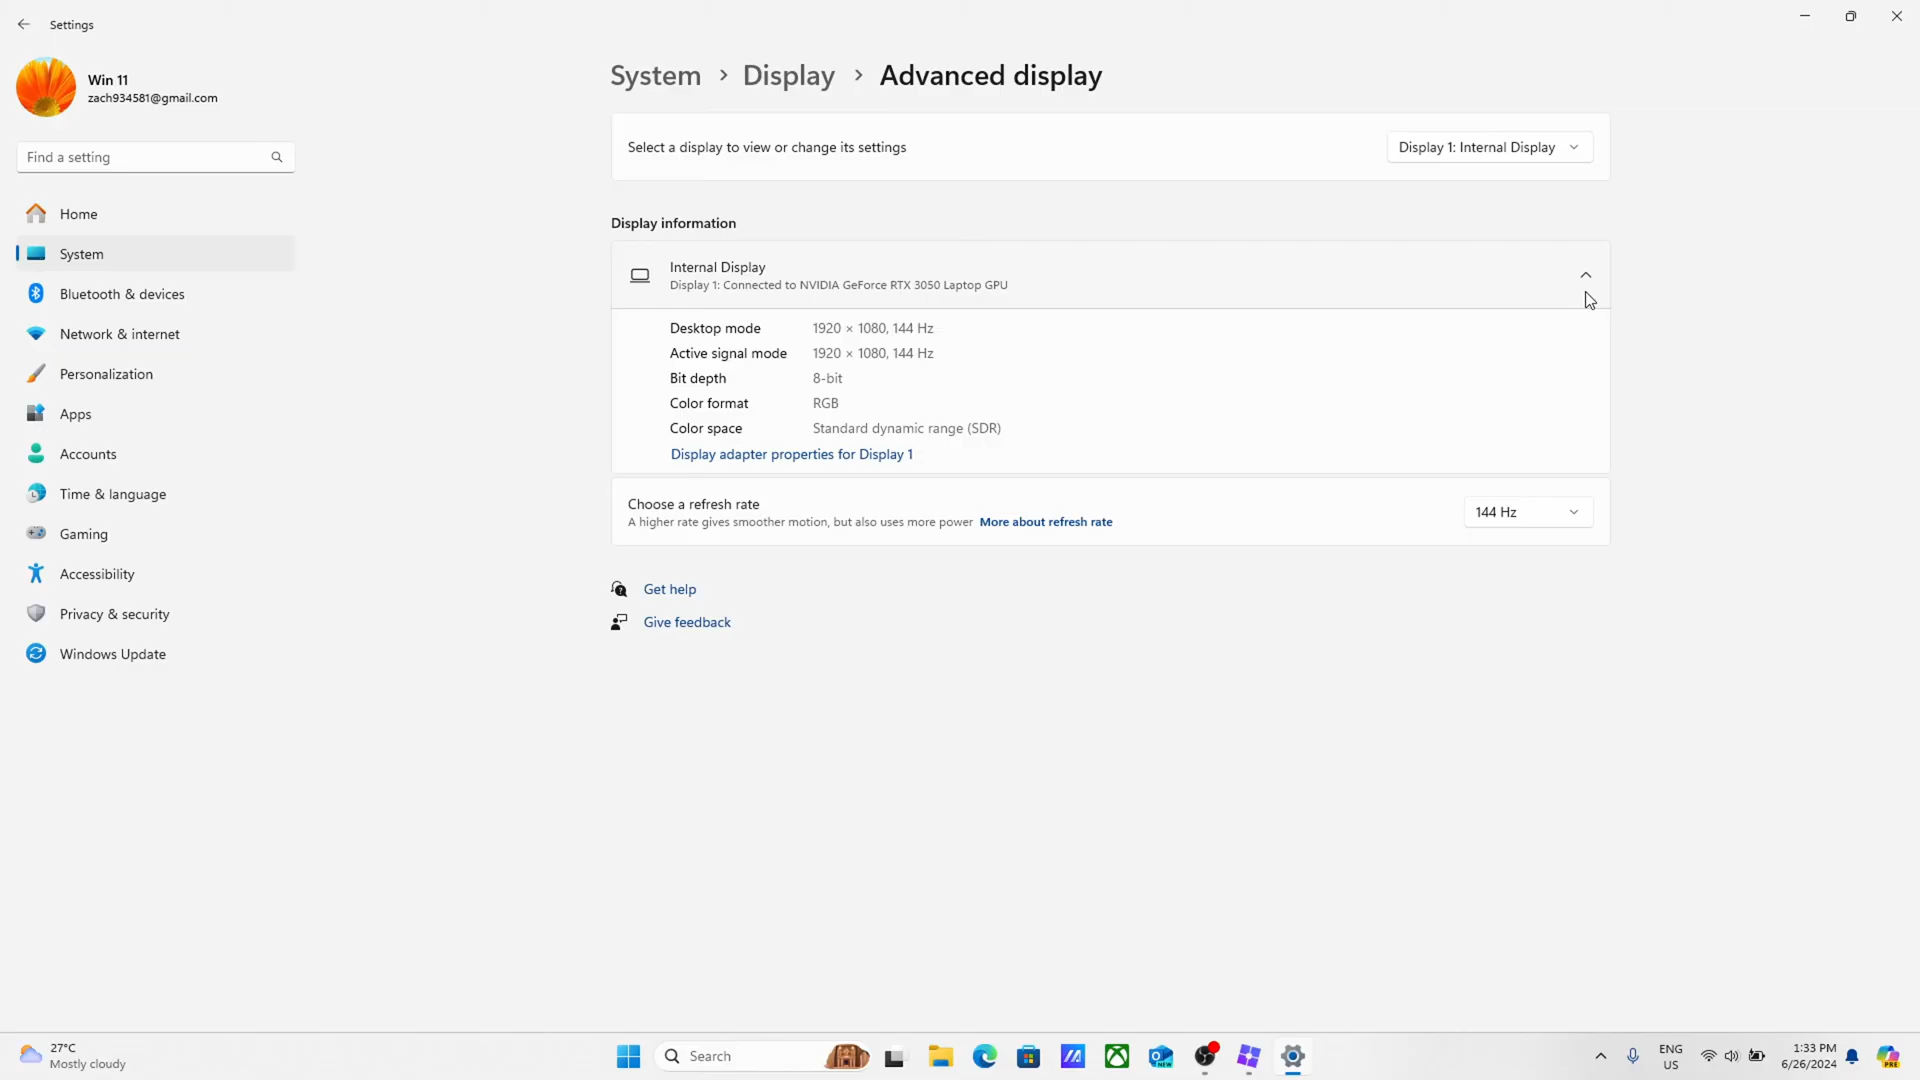 Settings
Win 11
zach934581@gmail.com
Find a setting
Home
System
Bluetooth & devices
Network & internet
Personalization
Apps
Accounts
Time & language
Gaming
Accessibility
Privacy & security
Windows Update
System > Display > Advanced display
Select a display to view or change its settings
Display 1: Internal Display
Display information
Internal Display
Display 1: Connected to NVIDIA GeForce RTX 3050 Laptop GPU
Desktop mode 1920 × 1080, 144 Hz
Active signal mode 1920 × 1080, 144 Hz
Bit depth 8-bit
Color format RGB
Color space Standard dynamic range (SDR)
Display adapter properties for Display 1
Choose a refresh rate
A higher rate gives smoother motion, but also uses more power More about refresh rate
144 Hz
Get help
Give feedback
27°C
Mostly cloudy
Search
NEW
ENG
US
1:33 PM
6/26/2024
PRE